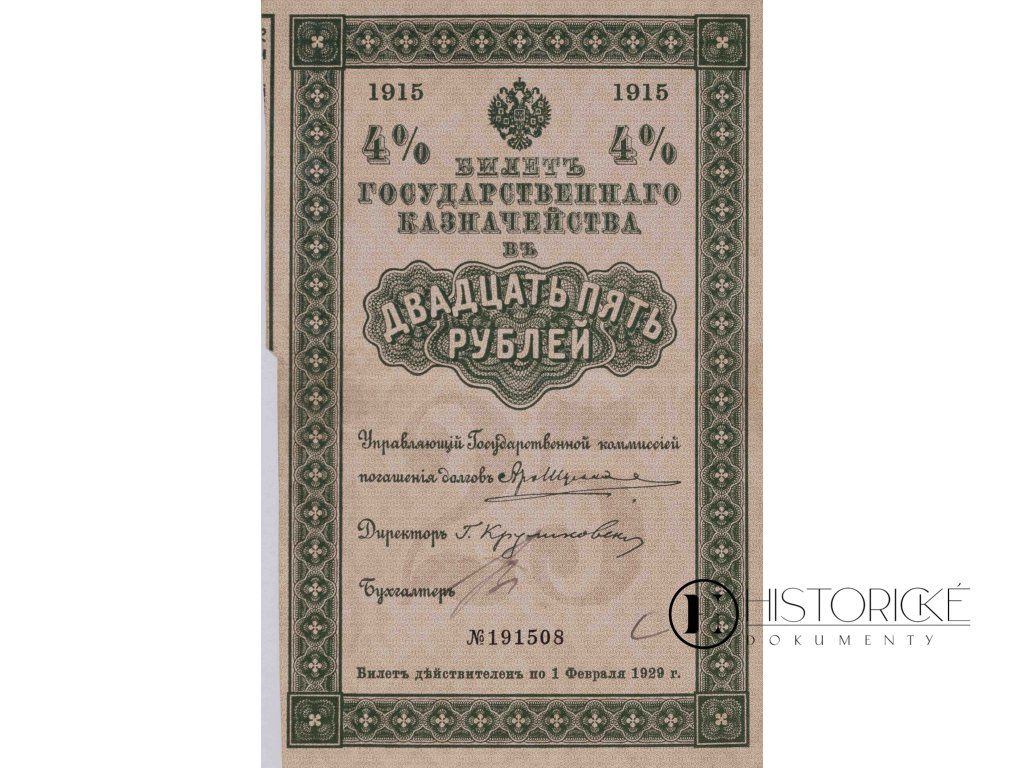 1915 1915
4% 4%
БИЛЕТЪ
ГОСУДАРСТВЕННАГО
КАЗНАЧЕЙСТВА
ВЪ
ДВАДЦАТЬ ПЯТЬ
РУБЛЕЙ
Управляющій Государственной коммиссіей
погашенія долговъ
Директоръ
Бухгалтеръ
№191508
Билетъ дѣйствителенъ по 1 Февраля 1929 г.
HISTORICKÉ
DOKUMENTY